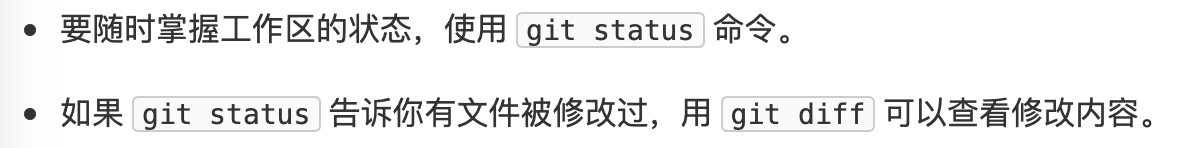 • 要随时掌握工作区的状态，使用 git status 命令。
• 如果 git status 告诉你有文件被修改过，用 git diff 可以查看修改内容。